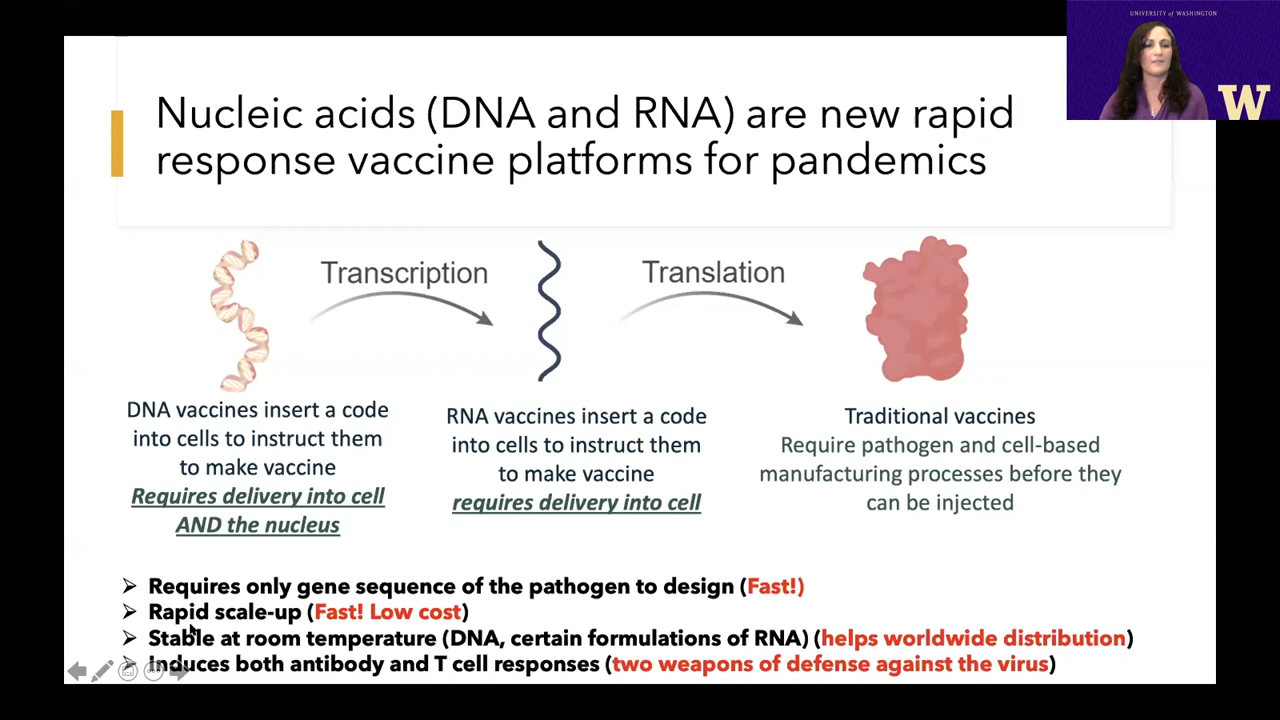 UNIVERSITY of WASHINGTON
W
Nucleic acids (DNA and RNA) are new rapid
response vaccine platforms for pandemics
Transcription
Translation
DNA vaccines insert a code
into cells to instruct them
to make vaccine
Requires delivery into cell
AND the nucleus
RNA vaccines insert a code
into cells to instruct them
to make vaccine
requires delivery into cell
Traditional vaccines
Require pathogen and cell-based
manufacturing processes before they
can be injected
➢ Requires only gene sequence of the pathogen to design (Fast!)
➢ Rapid scale-up (Fast! Low cost)
➢ Stable at room temperature (DNA, certain formulations of RNA) (helps worldwide distribution)
➢ Induces both antibody and T cell responses (two weapons of defense against the virus)